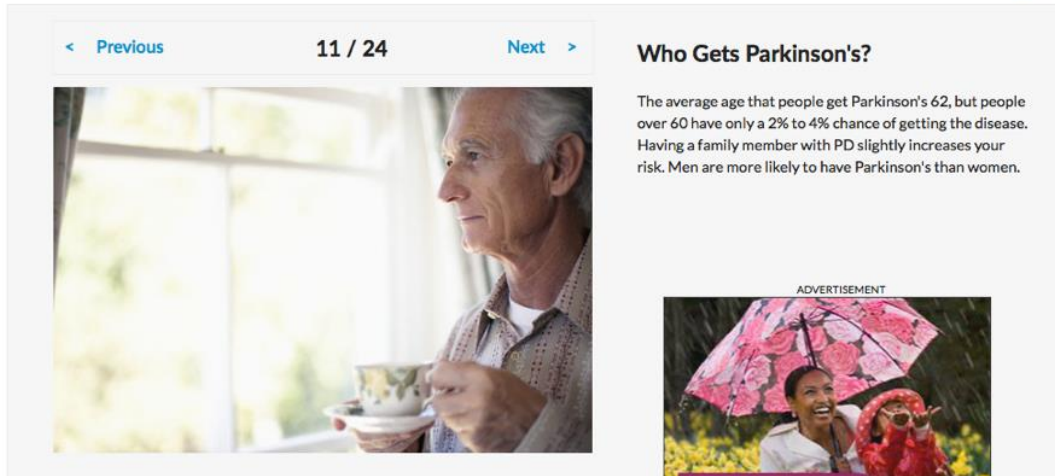 < Previous
11 / 24
Next >
Who Gets Parkinson's?
The average age that people get Parkinson's 62, but people
over 60 have only a 2% to 4% chance of getting the disease.
Having a family member with PD slightly increases your
risk. Men are more likely to have Parkinson's than women.
ADVERTISEMENT